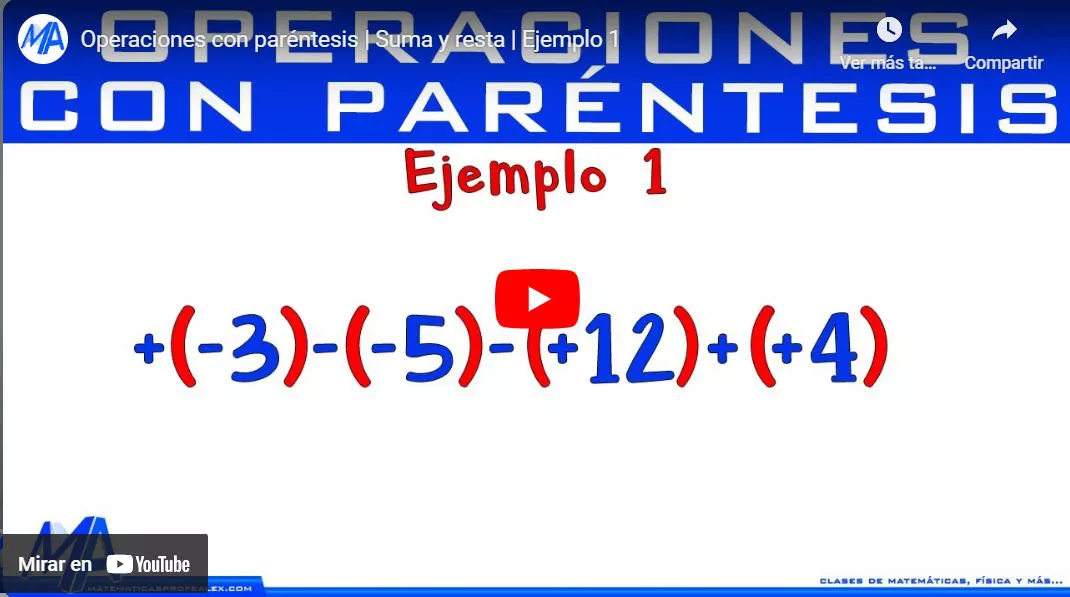 OPERACIONES
MA Operaciones con paréntesis | Suma y resta | Ejemplo 1
Ver más ta...
Compartir
CON PARÉNTESIS
Ejemplo 1
+(-3)-(-5)-(+12)+(+4)
MA
Mirar en YouTube
MATEMATICASPROFEALEX.COM
CLASES DE MATEMÁTICAS, FÍSICA Y MÁS...